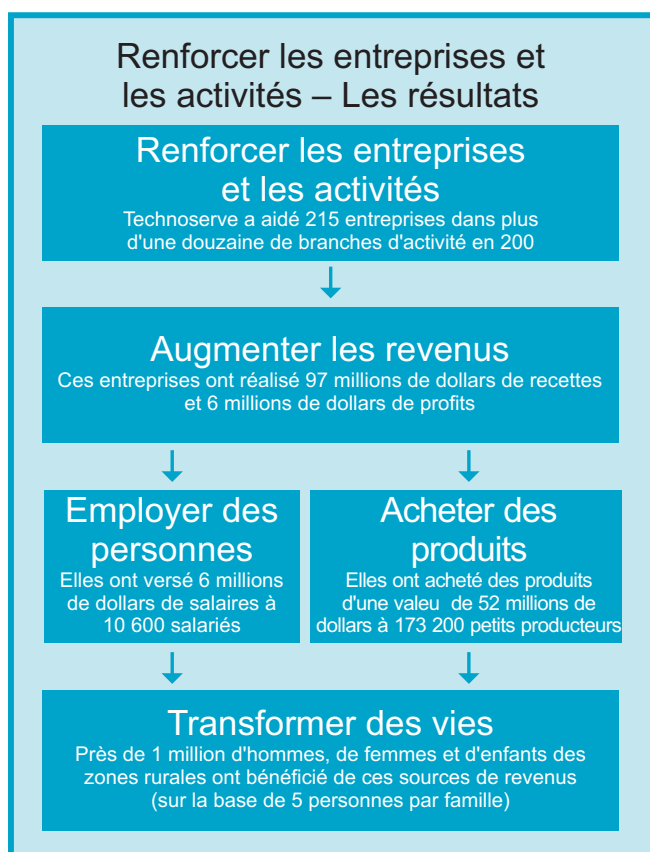 Renforcer les entreprises et
les activités – Les résultats
Renforcer les entreprises
et les activités
Technoserve a aidé 215 entreprises dans plus
d'une douzaine de branches d'activité en 200
Augmenter les revenus
Ces entreprises ont réalisé 97 millions de dollars de recettes
et 6 millions de dollars de profits
Employer des
personnes
Elles ont versé 6 millions
de dollars de salaires à
10 600 salariés
Acheter des
produits
Elles ont acheté des produits
d'une valeu de 52 millions de
dollars à 173 200 petits producteurs
Transformer des vies
Près de 1 million d'hommes, de femmes et d'enfants des
zones rurales ont bénéficié de ces sources de revenus
(sur la base de 5 personnes par famille)